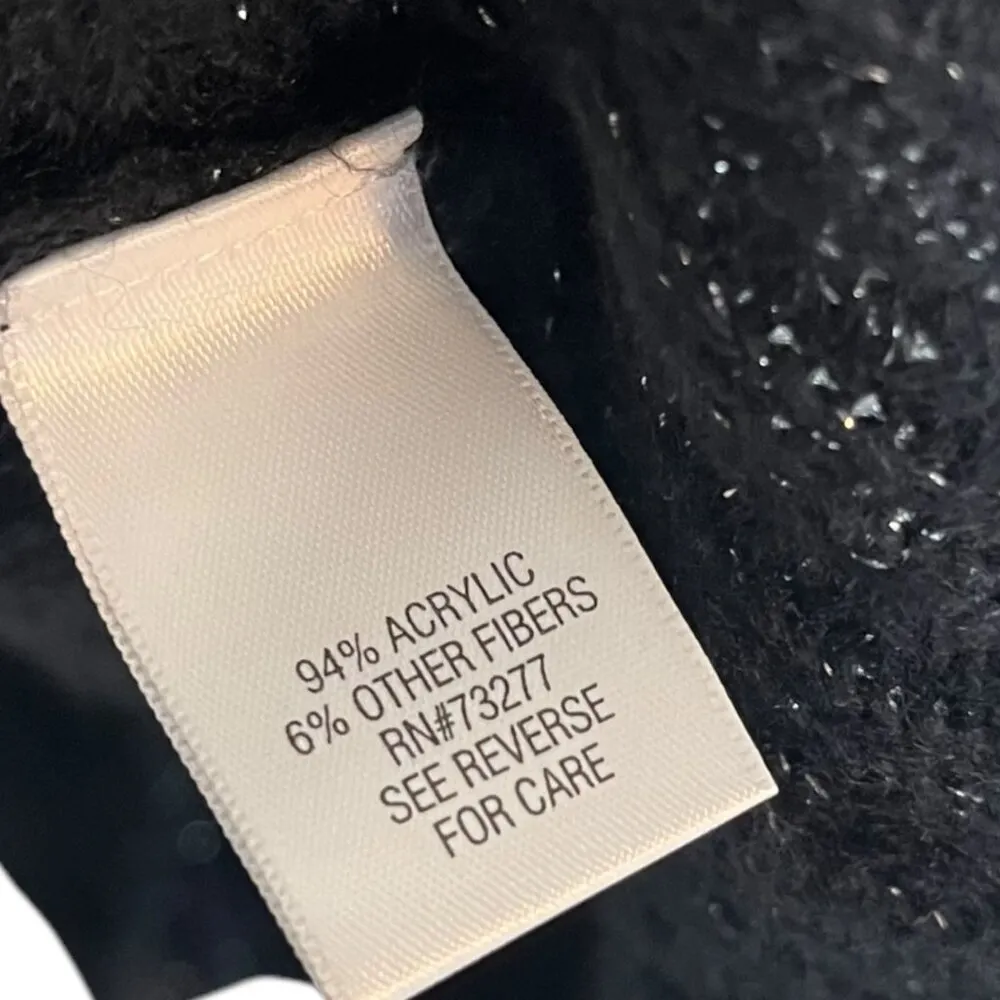 94% ACRYLIC
6% OTHER FIBERS
RN#73277
SEE REVERSE
FOR CARE